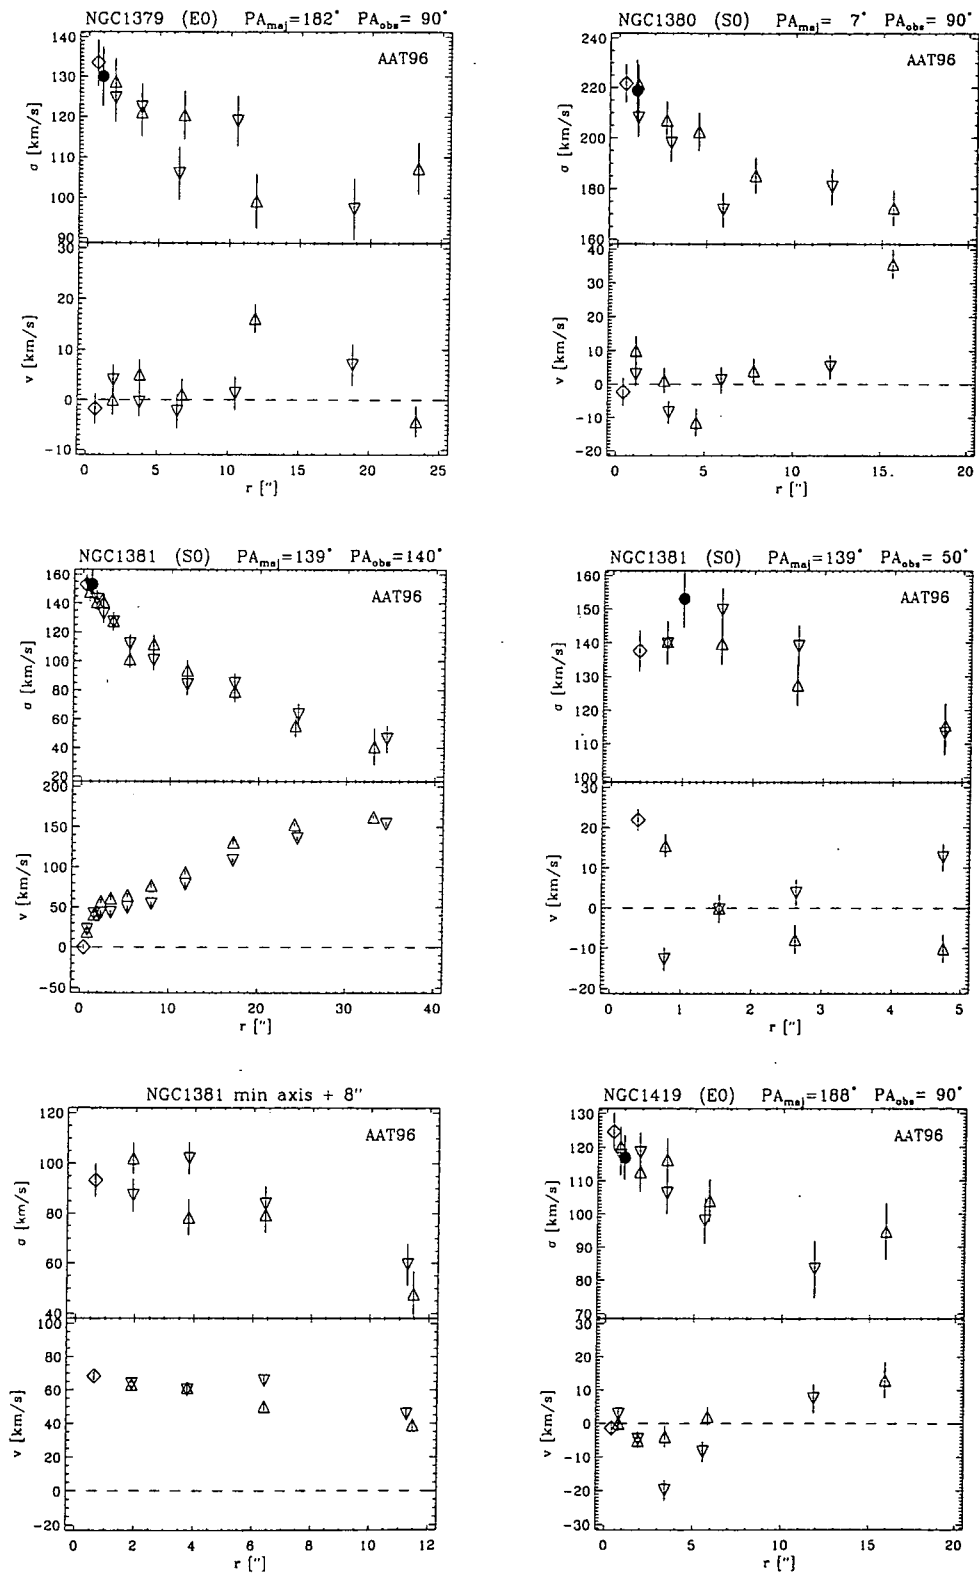 NGC1379 (E0) PA_maj=182° PA_obs= 90°
AAT96
140
130
120
110
100
90
σ [km/s]
30
20
10
0
-10
v [km/s]
0 5 10 15 20 25
r ["]
NGC1380 (S0) PA_maj= 7° PA_obs= 90°
AAT96
240
220
200
180
160
σ [km/s]
40
30
20
10
0
-10
-20
v [km/s]
0 5 10 15. 20
r ["]
NGC1381 (S0) PA_maj=139° PA_obs=140°
AAT96
160
140
120
100
80
60
40
20
σ [km/s]
200
150
100
50
0
-50
v [km/s]
0 10 20 30 40
r ["]
NGC1381 (S0) PA_maj=139° PA_obs= 50°
AAT96
160
150
140
130
120
110
100
σ [km/s]
30
20
10
0
-10
-20
v [km/s]
0 1 2 3 4 5
r ["]
NGC1381 min axis + 8"
AAT96
120
100
80
60
40
σ [km/s]
100
80
60
40
20
0
-20
v [km/s]
0 2 4 6 8 10 12
r ["]
NGC1419 (E0) PA_maj=188° PA_obs= 90°
AAT96
130
120
110
100
90
80
70
σ [km/s]
30
20
10
0
-10
-20
-30
v [km/s]
0 5 10 15 20
r ["]